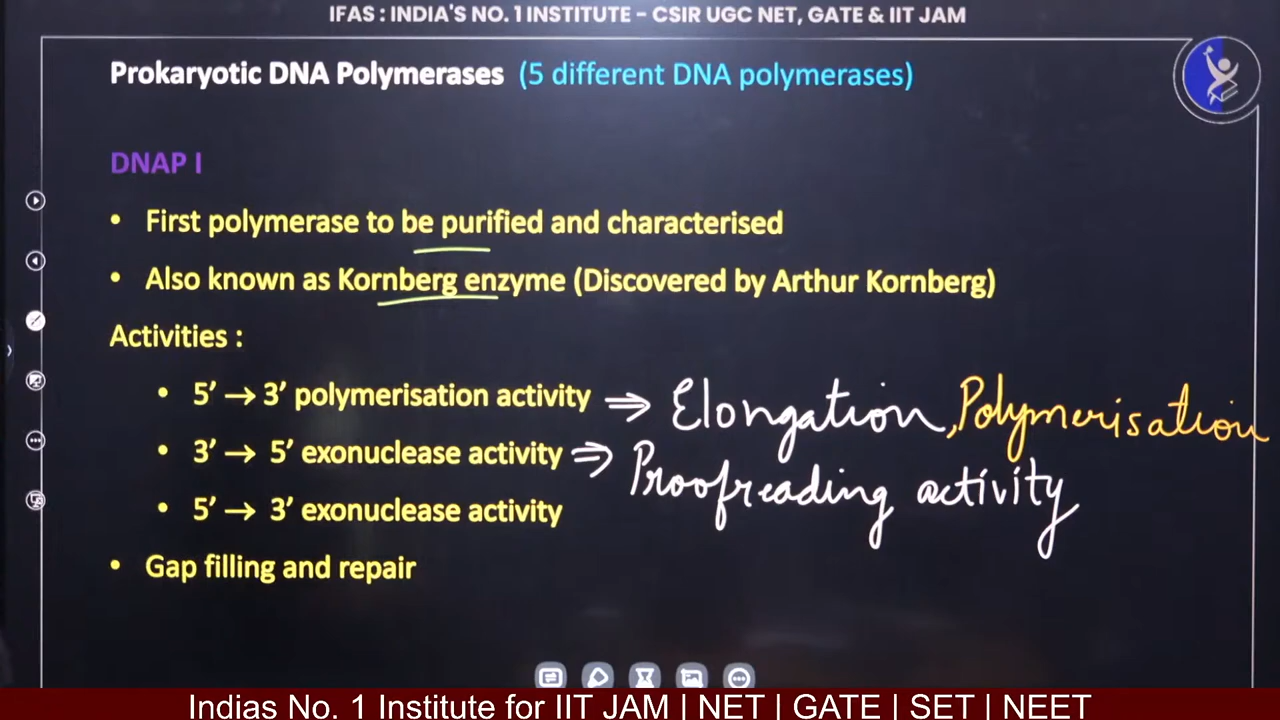 IFAS : INDIA'S NO. 1 INSTITUTE - CSIR UGC NET, GATE & IIT JAM
Prokaryotic DNA Polymerases (5 different DNA polymerases)
DNAP I
• First polymerase to be purified and characterised
• Also known as Kornberg enzyme (Discovered by Arthur Kornberg)
Activities :
• 5′ → 3′ polymerisation activity ⇒ Elongation, Polymerisation
• 3′ → 5′ exonuclease activity ⇒ Proofreading activity
• 5′ → 3′ exonuclease activity
• Gap filling and repair
Indias No. 1 Institute for IIT JAM | NET | GATE | SET | NEET